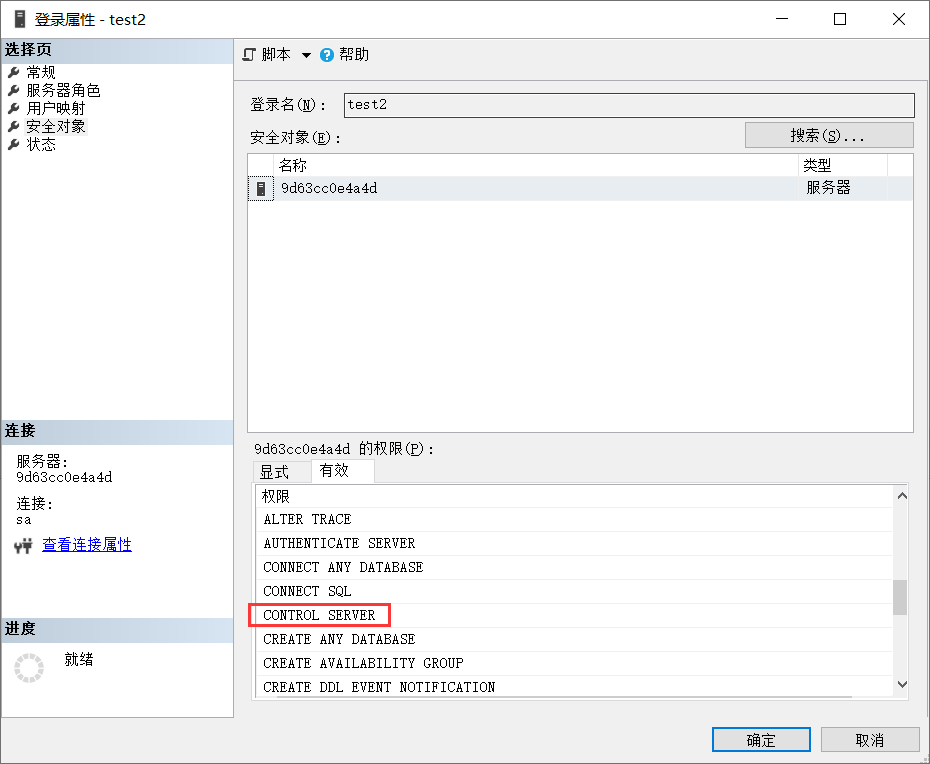 登录属性 - test2
选择页
常规
服务器角色
用户映射
安全对象
状态
脚本
帮助
登录名(N):
test2
安全对象(E):
搜索(S)...
名称 类型
9d63cc0e4a4d 服务器
连接
服务器:
9d63cc0e4a4d
连接:
sa
查看连接属性
进度
就绪
9d63cc0e4a4d 的权限(P):
显式 有效
权限
ALTER TRACE
AUTHENTICATE SERVER
CONNECT ANY DATABASE
CONNECT SQL
CONTROL SERVER
CREATE ANY DATABASE
CREATE AVAILABILITY GROUP
CREATE DDL EVENT NOTIFICATION
确定 取消